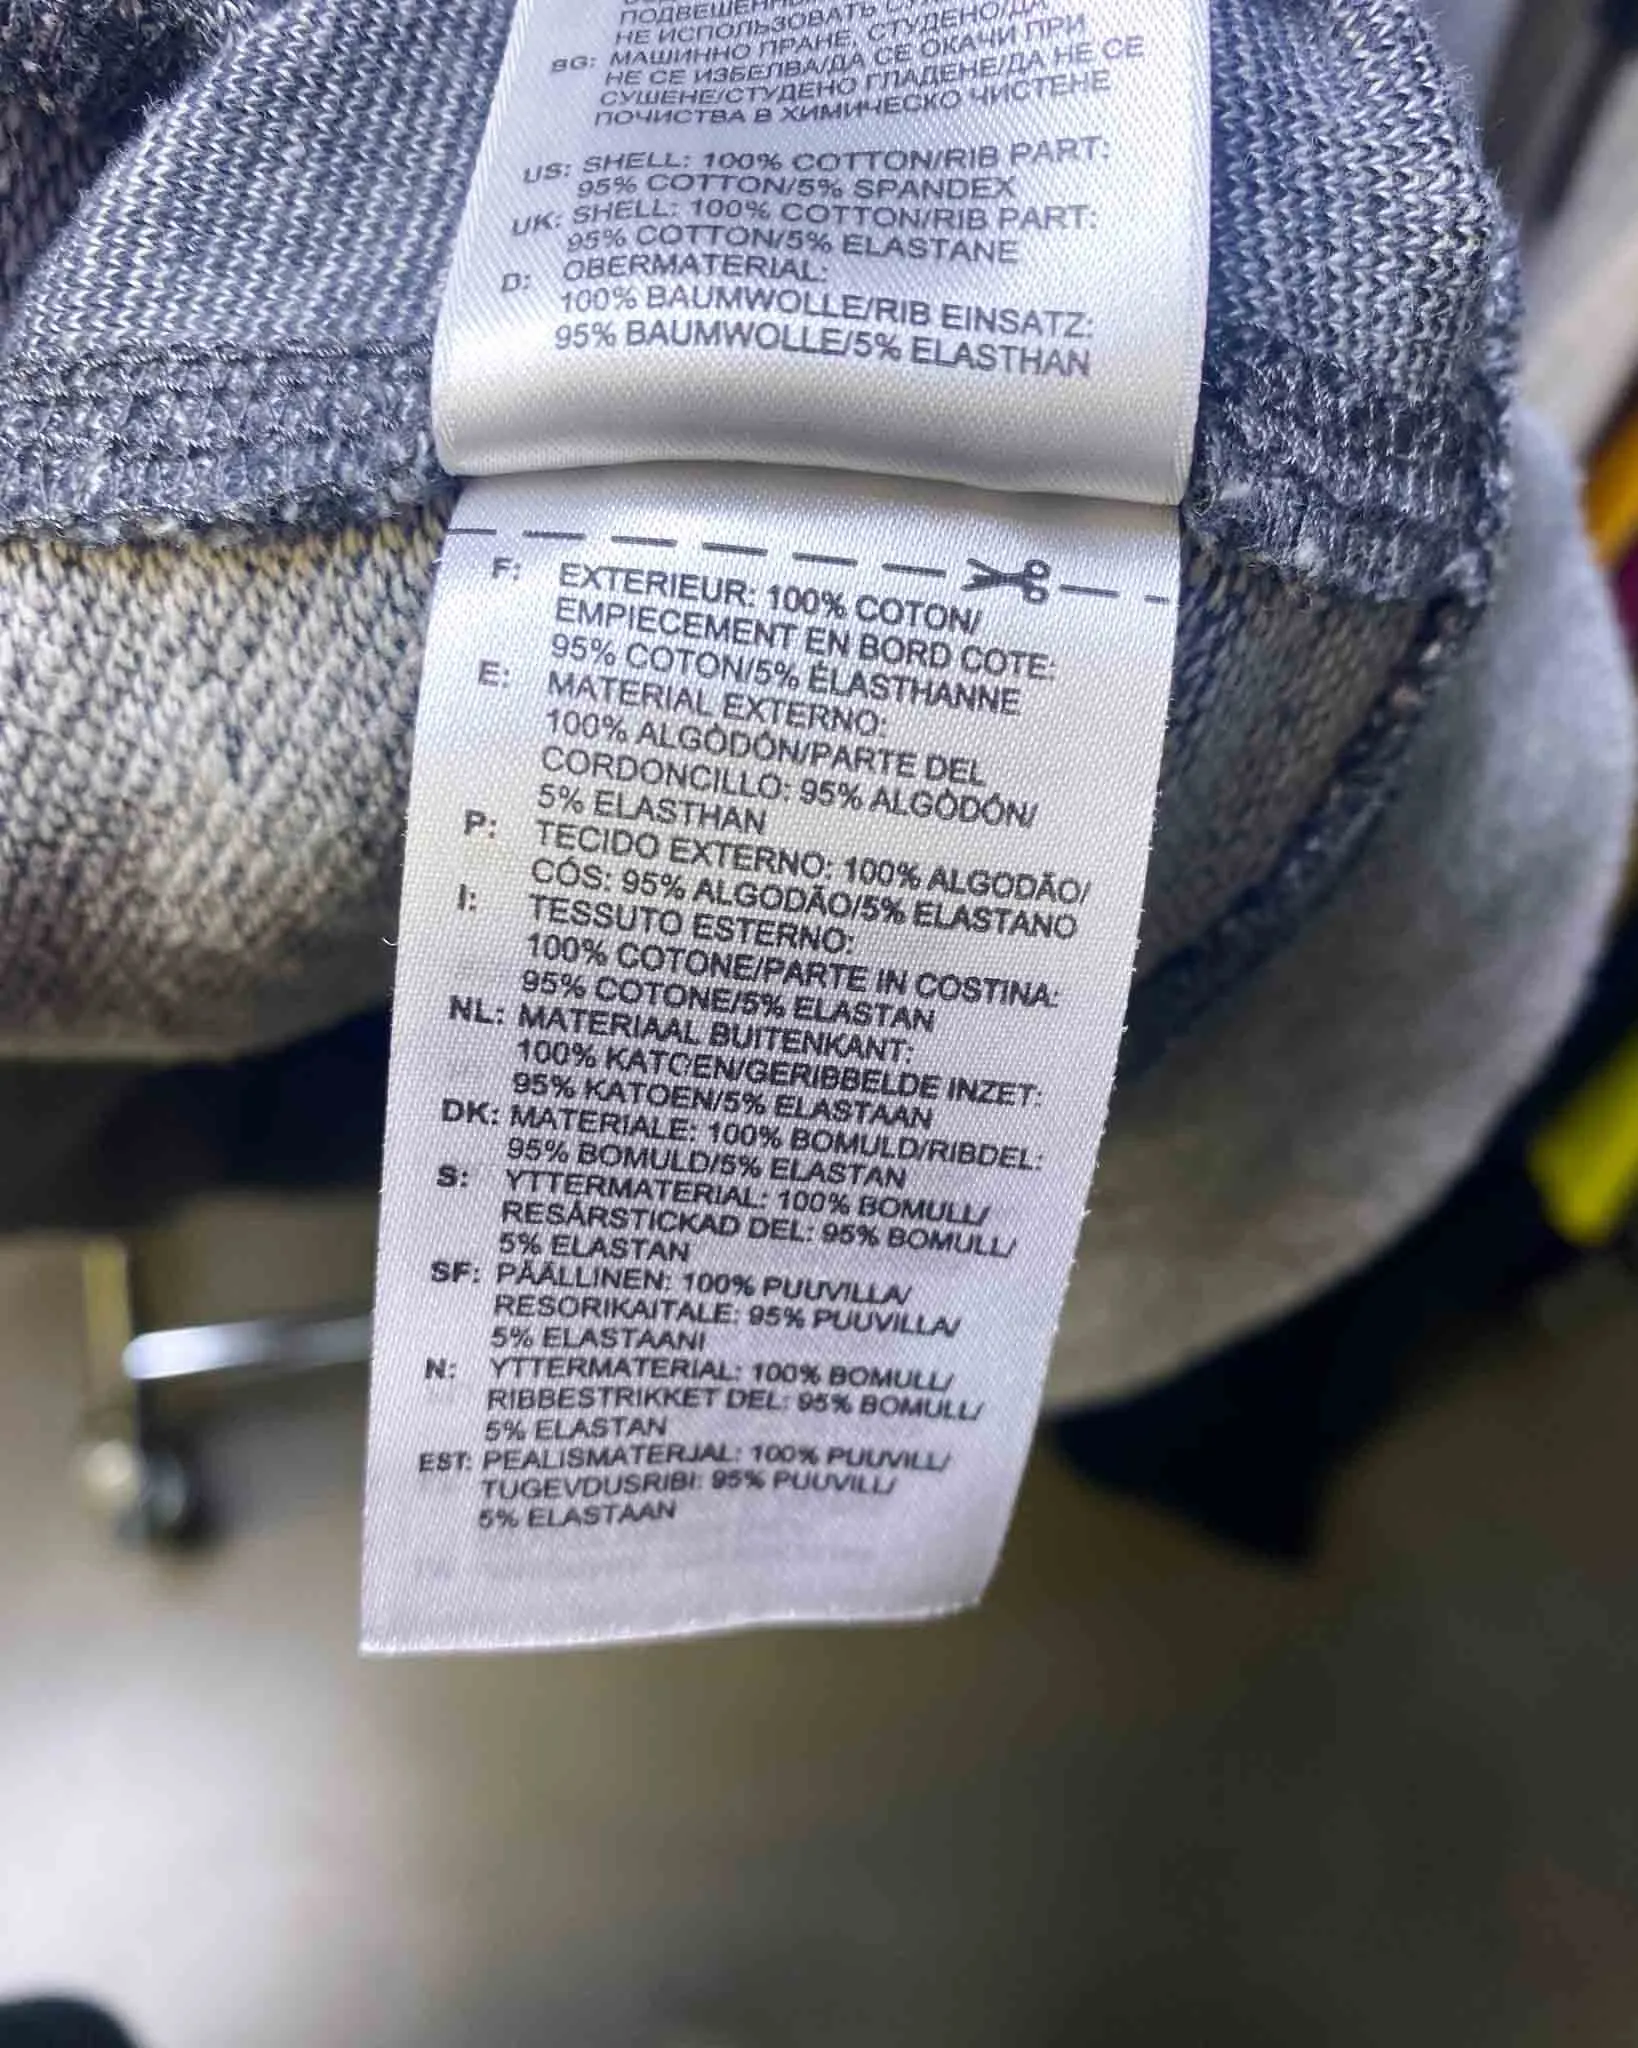 ПОДВЕШЕН
НЕ ИСПОЛЬЗОВАТЬ
BG: МАШИННО ПРАНЕ, СТУДЕНО/ДА
НЕ СЕ ИЗБЕЛВА/ДА СЕ ОКАЧИ ПРИ
СУШЕНЕ/СТУДЕНО ГЛАДЕНЕ/ДА НЕ СЕ
ПОЧИСТВА В ХИМИЧЕСКО ЧИСТЕНЕ
US: SHELL: 100% COTTON/RIB PART:
95% COTTON/5% SPANDEX
UK: SHELL: 100% COTTON/RIB PART:
95% COTTON/5% ELASTANE
D: OBERMATERIAL:
100% BAUMWOLLE/RIB EINSATZ:
95% BAUMWOLLE/5% ELASTHAN
F: EXTERIEUR: 100% COTON/
EMPIECEMENT EN BORD COTE:
95% COTON/5% ÉLASTHANNE
E: MATERIAL EXTERNO:
100% ALGÒDÓN/PARTE DEL
CORDONCILLO: 95% ALGÒDÓN/
5% ELASTHAN
P: TECIDO EXTERNO: 100% ALGODÃO/
CÓS: 95% ALGODÃO/5% ELASTANO
I: TESSUTO ESTERNO:
100% COTONE/PARTE IN COSTINA:
95% COTONE/5% ELASTAN
NL: MATERIAAL BUITENKANT:
100% KATOEN/GERIBBELDE INZET:
95% KATOEN/5% ELASTAAN
DK: MATERIALE: 100% BOMULD/RIBDEL:
95% BOMULD/5% ELASTAN
S: YTTERMATERIAL: 100% BOMULL/
RESÅRSTICKAD DEL: 95% BOMULL/
5% ELASTAN
SF: PÄÄLLINEN: 100% PUUVILLA/
RESORIKAITALE: 95% PUUVILLA/
5% ELASTAANI
N: YTTERMATERIAL: 100% BOMULL/
RIBBESTRIKKET DEL: 95% BOMULL/
5% ELASTAN
EST: PEALISMATERJAL: 100% PUUVILL/
TUGEVDUSRIBI: 95% PUUVILL/
5% ELASTAAN